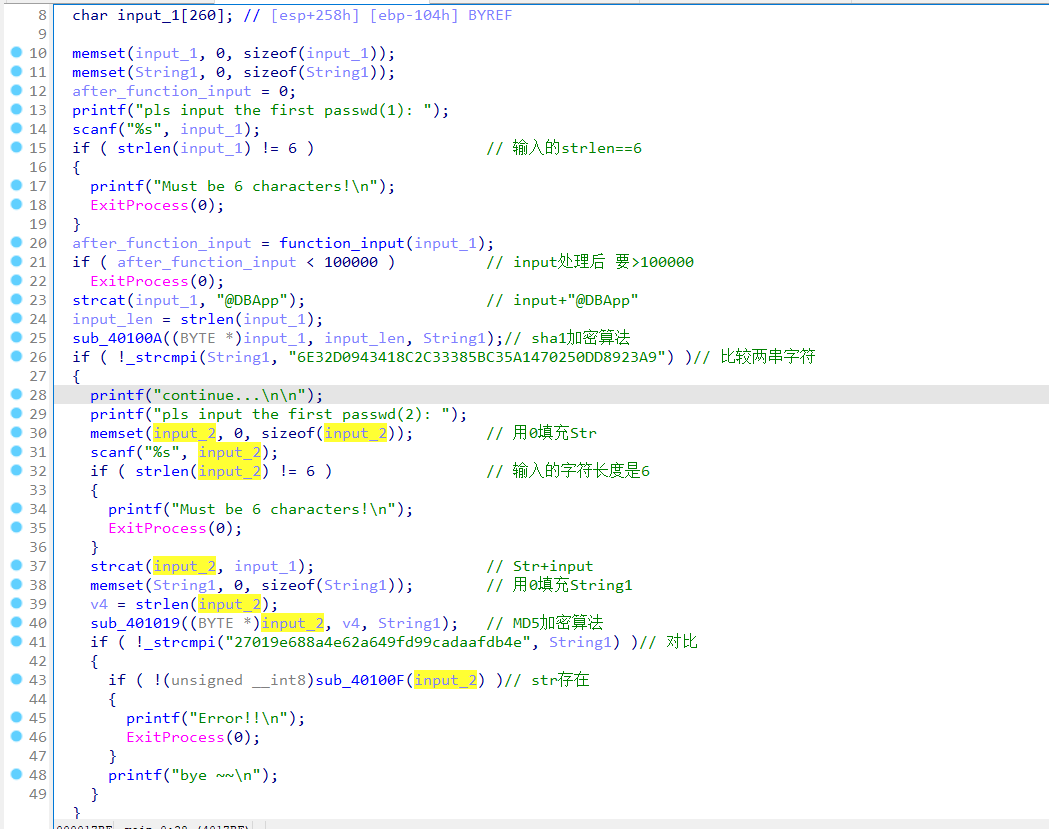 8 char input_1[260]; // [esp+258h] [ebp-104h] BYREF
9
10 memset(input_1, 0, sizeof(input_1));
11 memset(String1, 0, sizeof(String1));
12 after_function_input = 0;
13 printf("pls input the first passwd(1): ");
14 scanf("%s", input_1);
15 if ( strlen(input_1) != 6 ) // 输入的strlen==6
16 {
17 printf("Must be 6 characters!\n");
18 ExitProcess(0);
19 }
20 after_function_input = function_input(input_1);
21 if ( after_function_input < 100000 ) // input处理后 要>100000
22 ExitProcess(0);
23 strcat(input_1, "@DBApp"); // input+"@DBApp"
24 input_len = strlen(input_1);
25 sub_40100A((BYTE *)input_1, input_len, String1);// sha1加密算法
26 if ( !_strcmpi(String1, "6E32D0943418C2C33385BC35A1470250DD8923A9") )// 比较两串字符
27 {
28 printf("continue...\n\n");
29 printf("pls input the first passwd(2): ");
30 memset(input_2, 0, sizeof(input_2)); // 用0填充Str
31 scanf("%s", input_2);
32 if ( strlen(input_2) != 6 ) // 输入的字符长度是6
33 {
34 printf("Must be 6 characters!\n");
35 ExitProcess(0);
36 }
37 strcat(input_2, input_1); // Str+input
38 memset(String1, 0, sizeof(String1)); // 用0填充String1
39 v4 = strlen(input_2);
40 sub_401019((BYTE *)input_2, v4, String1); // MD5加密算法
41 if ( !_strcmpi("27019e688a4e62a649fd99cadaafdb4e", String1) )// 对比
42 {
43 if ( !(unsigned __int8)sub_40100F(input_2) )// str存在
44 {
45 printf("Error!!\n");
46 ExitProcess(0);
47 }
48 printf("bye ~~\n");
49 }
}